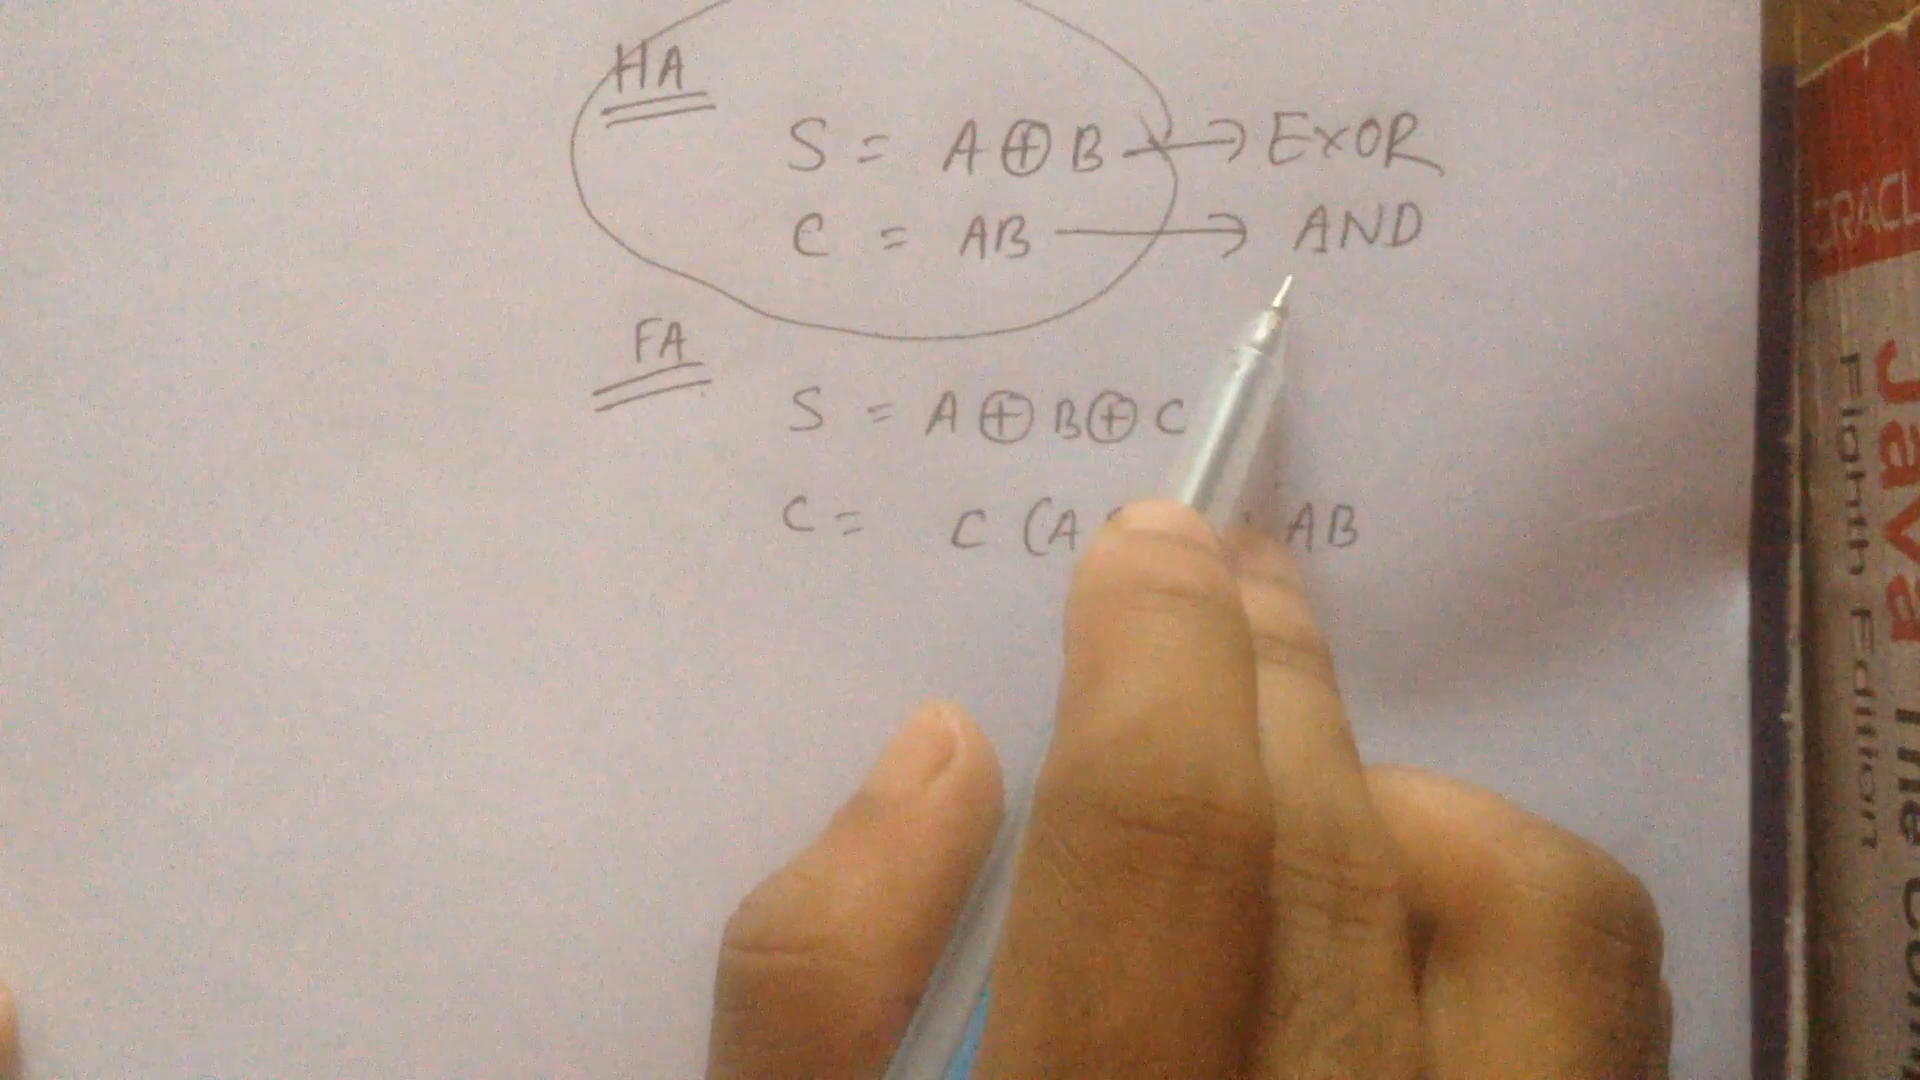 HA
S = A ⊕ B → EXOR
C = AB → AND
FA
S = A ⊕ B ⊕ C
C = C (A AB
ORACL
Java The Com
Eighth Edition